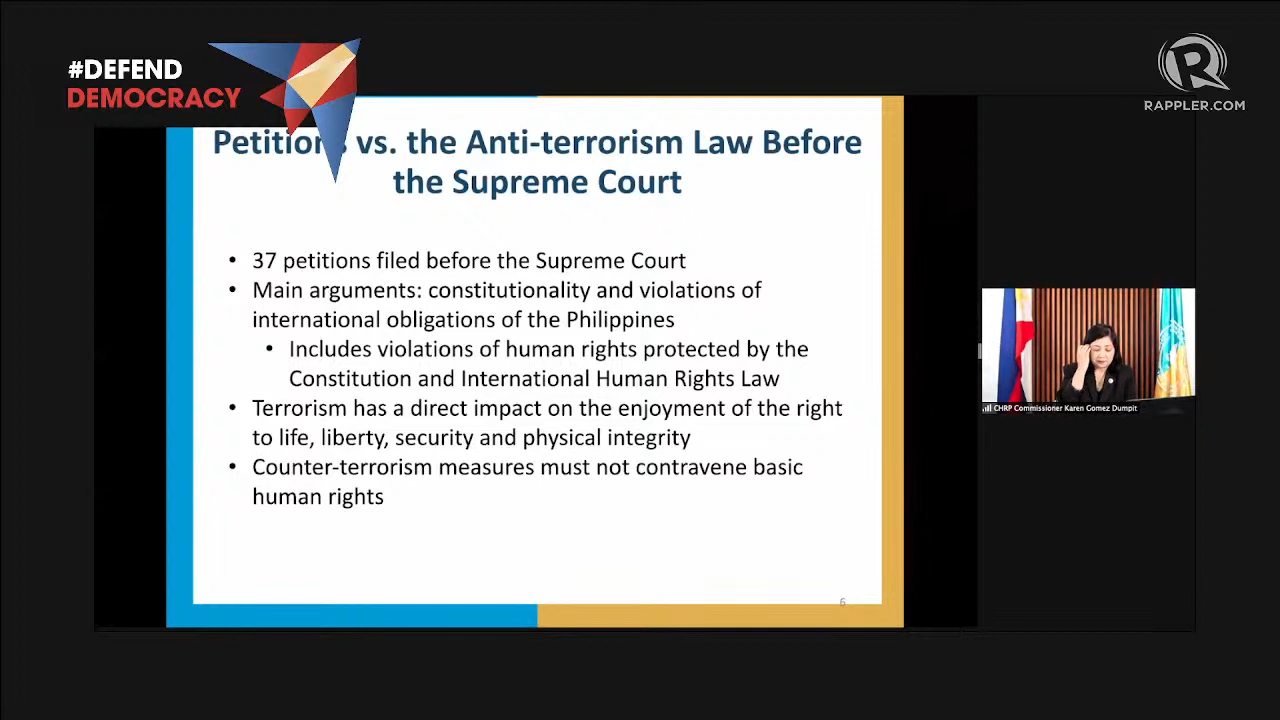 #DEFEND
DEMOCRACY
RAPPLER.COM
Petitions vs. the Anti-terrorism Law Before
the Supreme Court
• 37 petitions filed before the Supreme Court
• Main arguments: constitutionality and violations of
international obligations of the Philippines
• Includes violations of human rights protected by the
Constitution and International Human Rights Law
• Terrorism has a direct impact on the enjoyment of the right
to life, liberty, security and physical integrity
• Counter-terrorism measures must not contravene basic
human rights
6
CHRP Commissioner Karen Gomez Dumpit